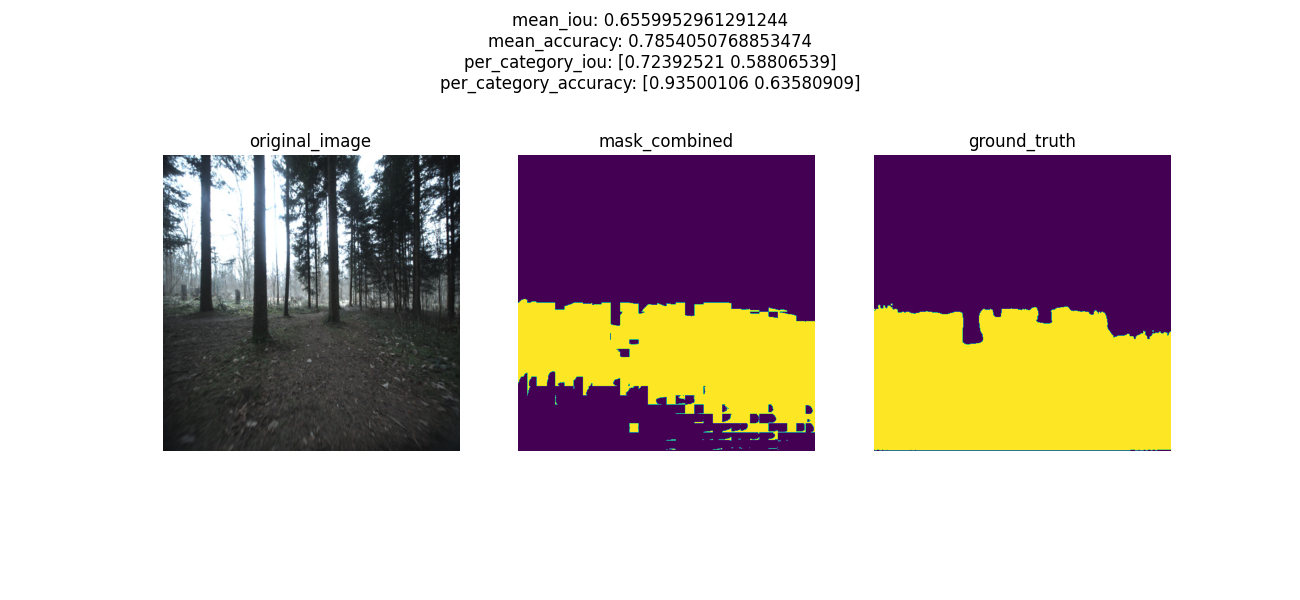 mean_iou: 0.6559952961291244
mean_accuracy: 0.7854050768853474
per_category_iou: [0.72392521 0.58806539]
per_category_accuracy: [0.93500106 0.63580909]
original_image
mask_combined
ground_truth